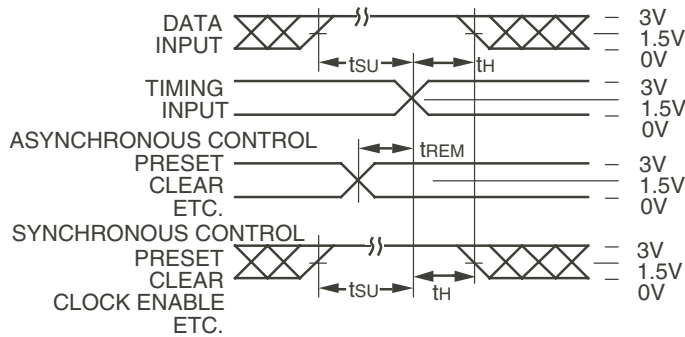 DATA
INPUT
tSU
tH
3V
1.5V
0V
TIMING
INPUT
3V
1.5V
0V
ASYNCHRONOUS CONTROL
PRESET
CLEAR
ETC.
tREM
3V
1.5V
0V
SYNCHRONOUS CONTROL
PRESET
CLEAR
CLOCK ENABLE
ETC.
tSU
tH
3V
1.5V
0V